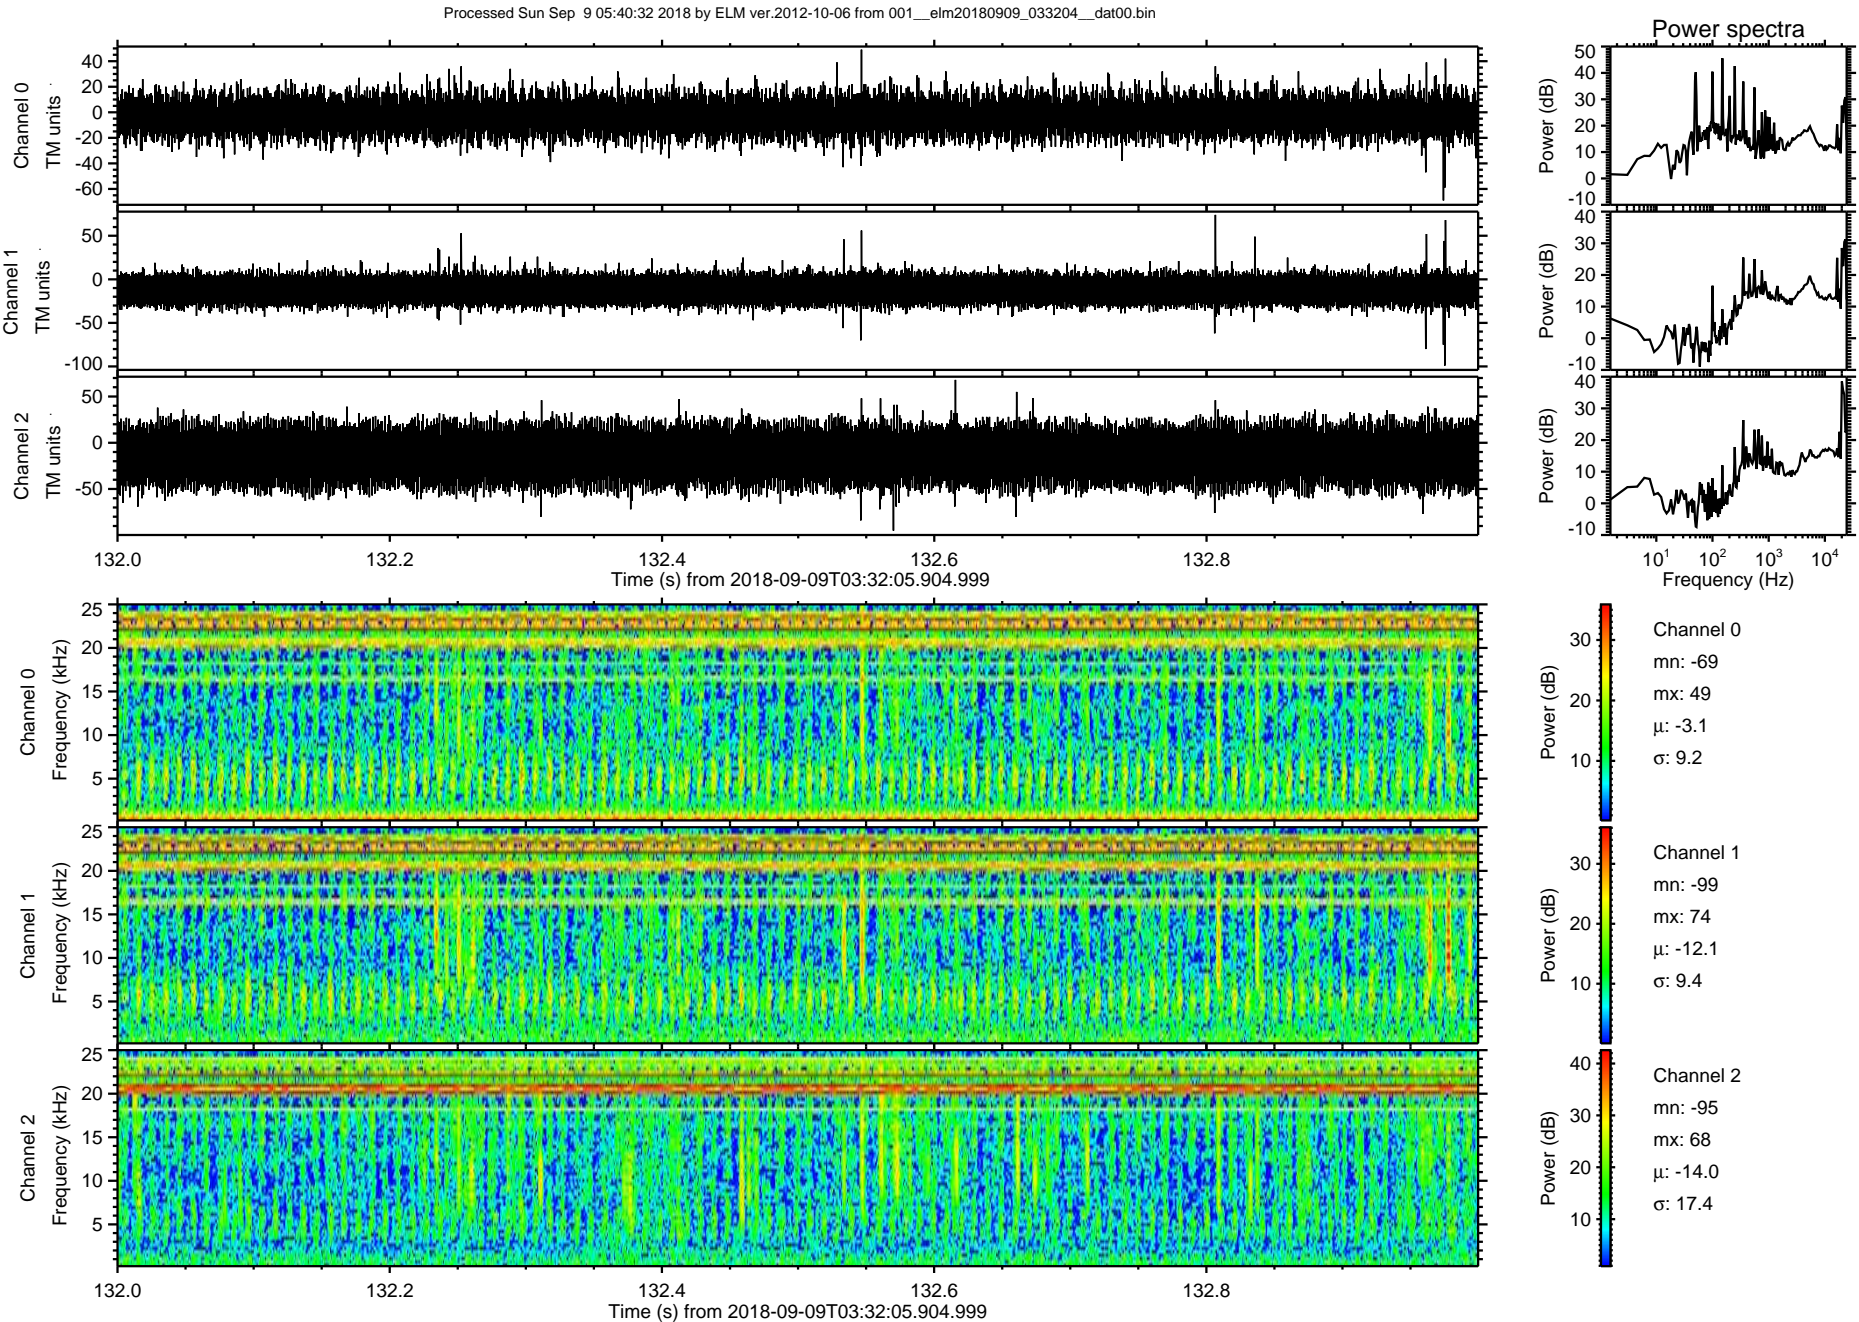 Processed Sun Sep  9 05:40:32 2018 by ELM ver.2012-10-06 from 001__elm20180909_033204__dat00.bin
Power spectra
Channel 0
TM units
40
20
0
-20
-40
-60
Power (dB)
50
40
30
20
10
0
-10
Channel 1
TM units
50
0
-50
-100
Power (dB)
40
30
20
10
0
-10
Channel 2
TM units
50
0
-50
Power (dB)
40
30
20
10
0
-10
132.0 132.2 132.4 132.6 132.8
Time (s) from 2018-09-09T03:32:05.904.999
10^1 10^2 10^3 10^4
Frequency (Hz)
Channel 0
Frequency (kHz)
25
20
15
10
5
Power (dB)
30
20
10
Channel 0
mn: -69
mx: 49
μ: -3.1
σ: 9.2
Channel 1
Frequency (kHz)
25
20
15
10
5
Power (dB)
30
20
10
Channel 1
mn: -99
mx: 74
μ: -12.1
σ: 9.4
Channel 2
Frequency (kHz)
25
20
15
10
5
Power (dB)
40
30
20
10
Channel 2
mn: -95
mx: 68
μ: -14.0
σ: 17.4
132.0 132.2 132.4 132.6 132.8
Time (s) from 2018-09-09T03:32:05.904.999